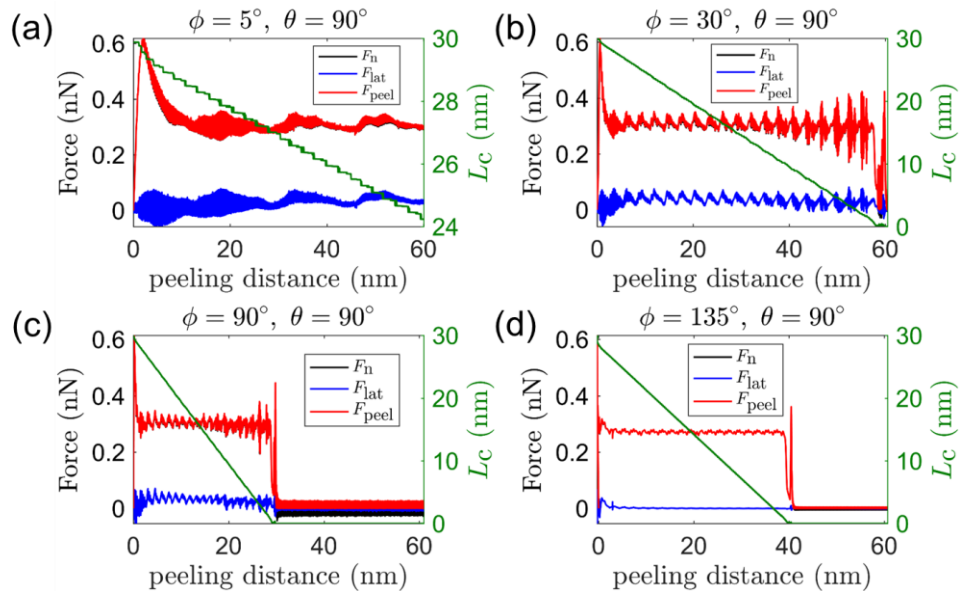 (a)
ϕ = 5°, θ = 90°
0.6
0.4
0.2
0
Force (nN)
Fn
Flat
Fpeel
30
28
26
24
Lc (nm)
0
20
40
60
peeling distance (nm)
(b)
ϕ = 30°, θ = 90°
0.6
0.4
0.2
0
Force (nN)
Fn
Flat
Fpeel
30
20
10
0
Lc (nm)
0
20
40
60
peeling distance (nm)
(c)
ϕ = 90°, θ = 90°
0.6
0.4
0.2
0
Force (nN)
Fn
Flat
Fpeel
30
20
10
0
Lc (nm)
0
20
40
60
peeling distance (nm)
(d)
ϕ = 135°, θ = 90°
0.6
0.4
0.2
0
Force (nN)
Fn
Flat
Fpeel
30
20
10
0
Lc (nm)
0
20
40
60
peeling distance (nm)